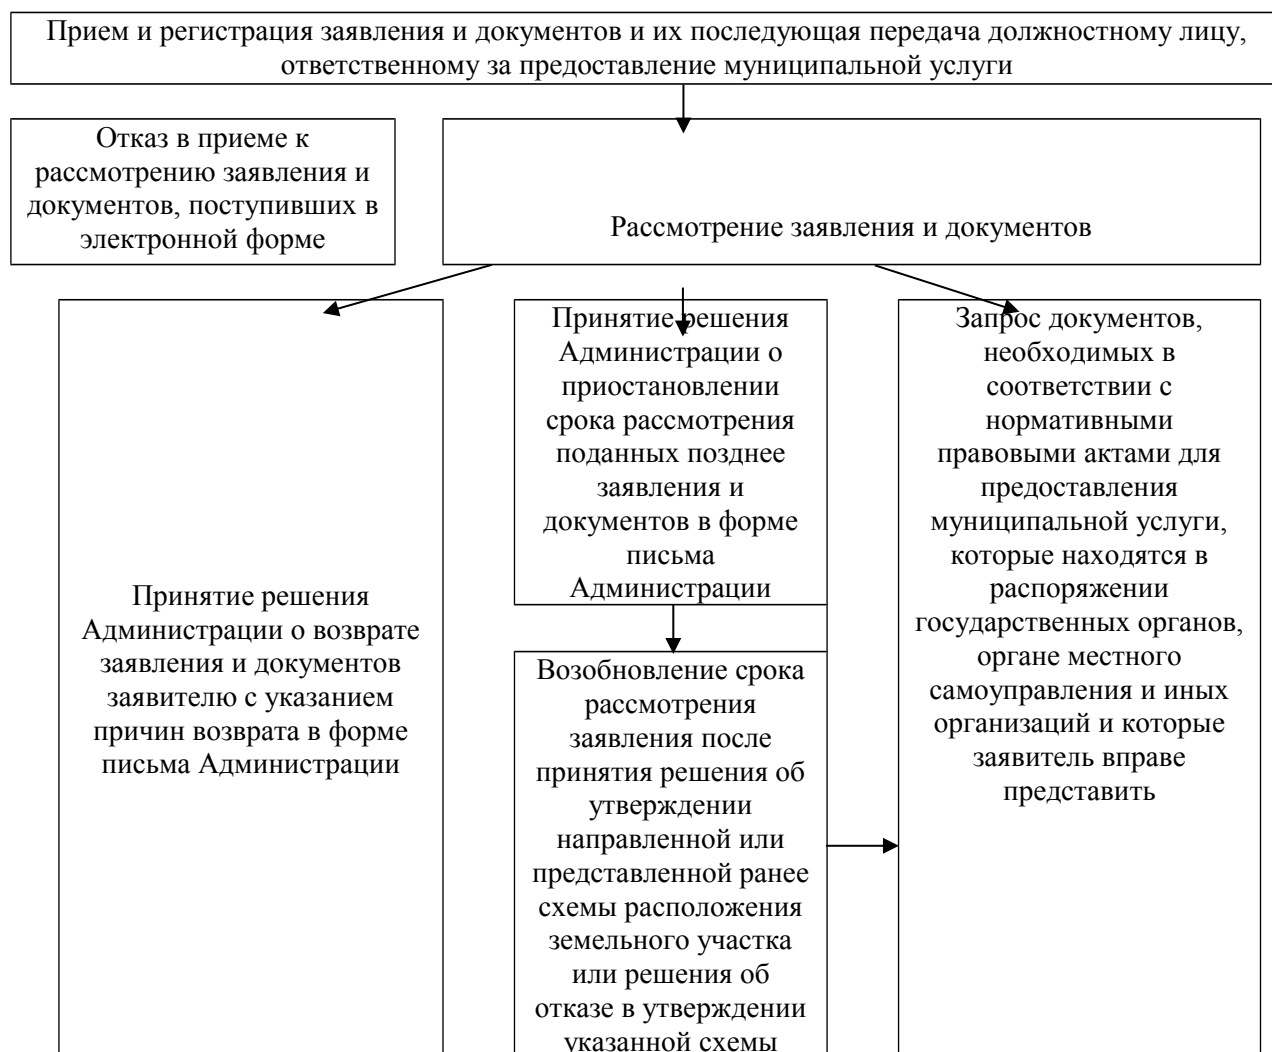 Прием и регистрация заявления и документов и их последующая передача должностному лицу,
ответственному за предоставление муниципальной услуги
Отказ в приеме к
рассмотрению заявления и
документов, поступивших в
электронной форме
Рассмотрение заявления и документов
Принятие решения
Администрации о возврате
заявления и документов
заявителю с указанием
причин возврата в форме
письма Администрации
Принятие решения
Администрации о
приостановлении
срока рассмотрения
поданных позднее
заявления и
документов в форме
письма
Администрации
Возобновление срока
рассмотрения
заявления после
принятия решения об
утверждении
направленной или
представленной ранее
схемы расположения
земельного участка
или решения об
отказе в утверждении
указанной схемы
Запрос документов,
необходимых в
соответствии с
нормативными
правовыми актами для
предоставления
муниципальной услуги,
которые находятся в
распоряжении
государственных органов,
органе местного
самоуправления и иных
организаций и которые
заявитель вправе
представить